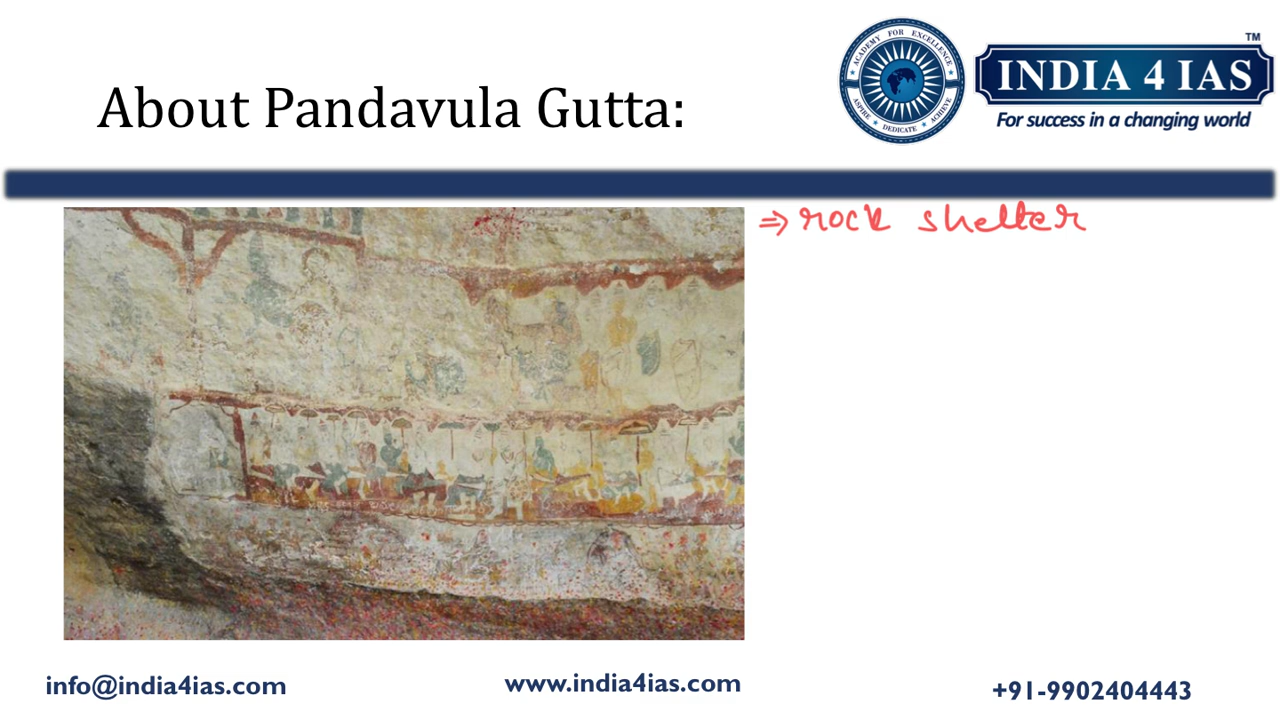 ACADEMY FOR EXCELLENCE
ASPIRE ★ DEDICATE ★ ACHIEVE
TM
INDIA 4 IAS
For success in a changing world
About Pandavula Gutta:
⇒ rock shelter
info@india4ias.com
www.india4ias.com
+91-9902404443